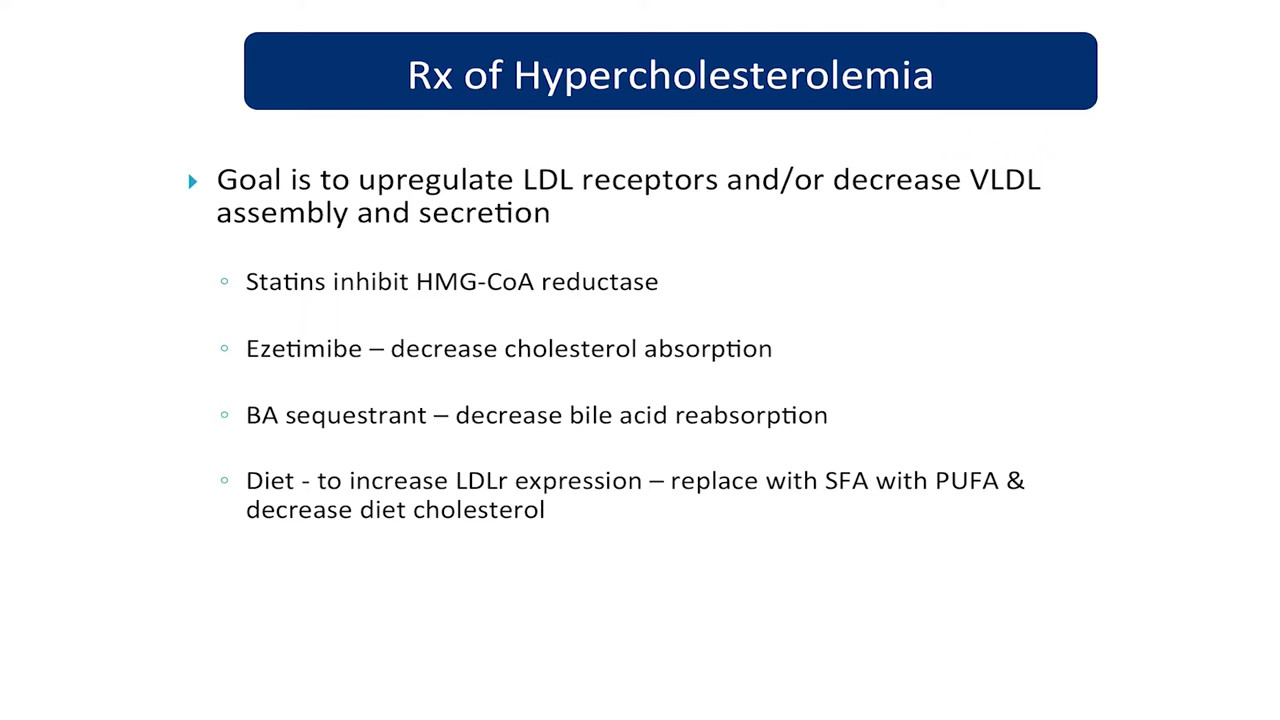 Rx of Hypercholesterolemia
Goal is to upregulate LDL receptors and/or decrease VLDL
assembly and secretion
Statins inhibit HMG-CoA reductase
Ezetimibe – decrease cholesterol absorption
BA sequestrant – decrease bile acid reabsorption
Diet - to increase LDLr expression – replace with SFA with PUFA &
decrease diet cholesterol